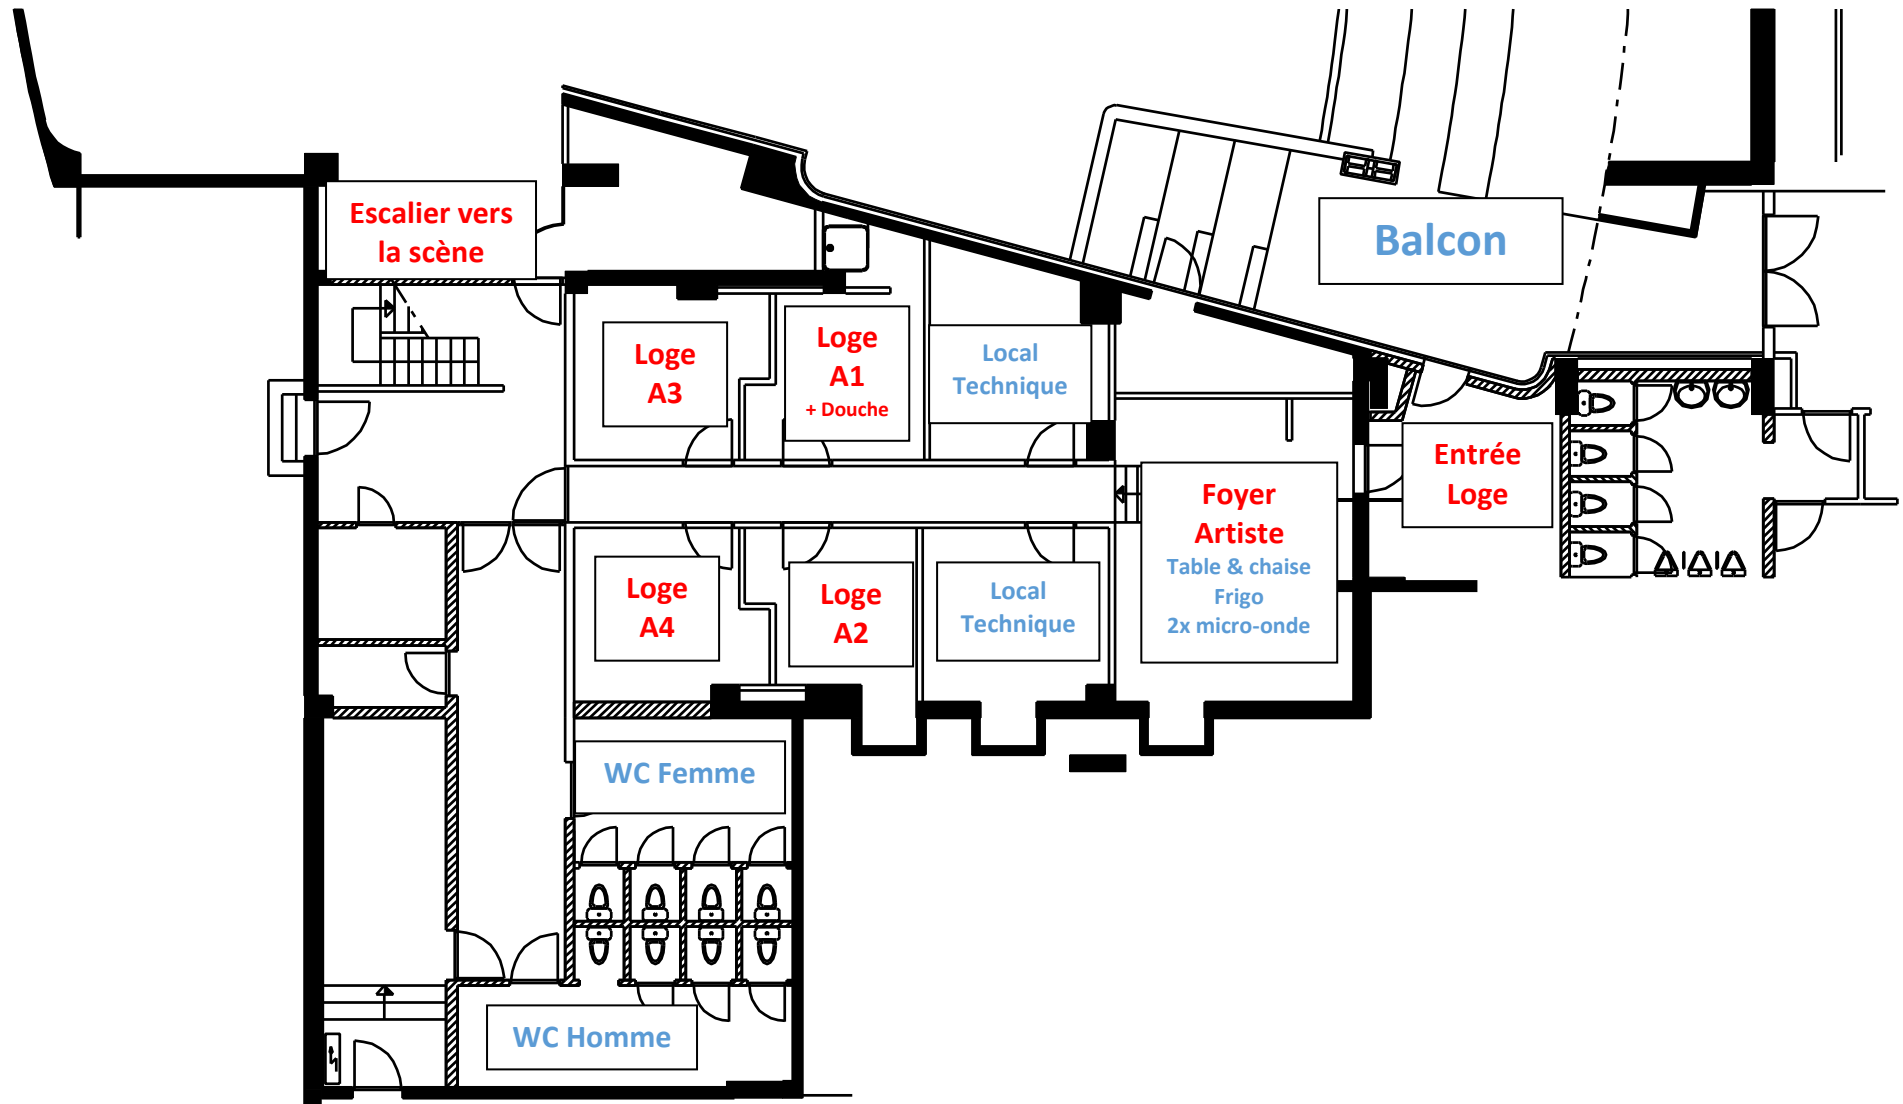 Escalier vers
la scène
Balcon
Loge
A3
Loge
A1
+ Douche
Local
Technique
Entrée
Loge
Foyer
Artiste
Table & chaise
Frigo
2x micro-onde
Loge
A4
Loge
A2
Local
Technique
WC Femme
WC Homme